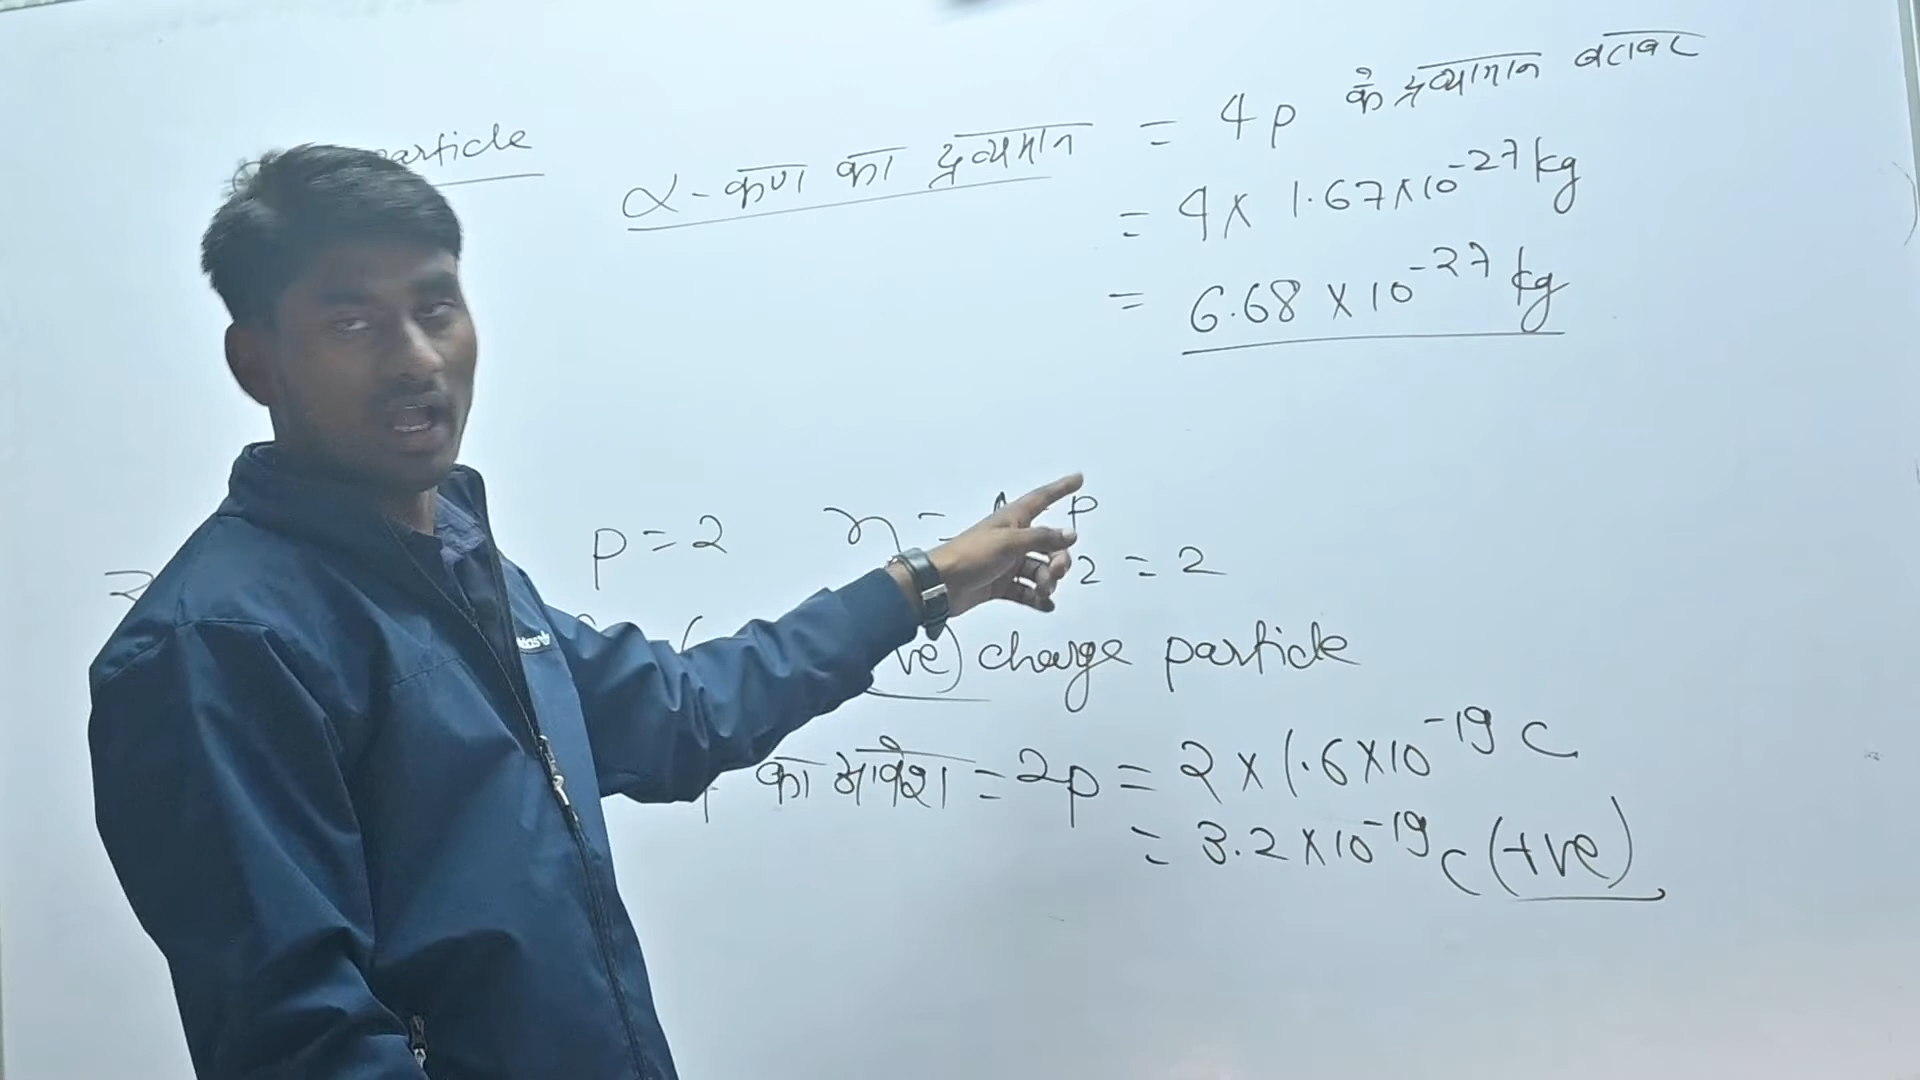 particle
α - कण का द्रव्यमान = 4p के द्रव्यमान बराबर
= 4 × 1.67×10⁻²⁷ kg
= 6.68 × 10⁻²⁷ kg
p = 2 n = p
2 = 2
ve) charge particle
का आवेश = 2p = 2 × 1.6×10⁻¹⁹ C
= 3.2 ×10⁻¹⁹ C (+ve)